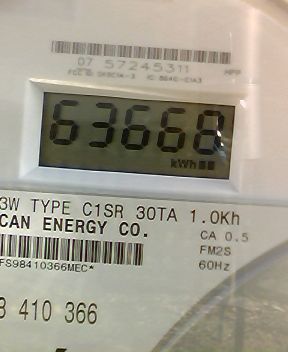 07 57245311
63668
kWh
3W TYPE C1SR 30TA 1.0Kh
CAN ENERGY CO.
CA 0.5
FM2S
60Hz
FS98410366MEC*
410 366